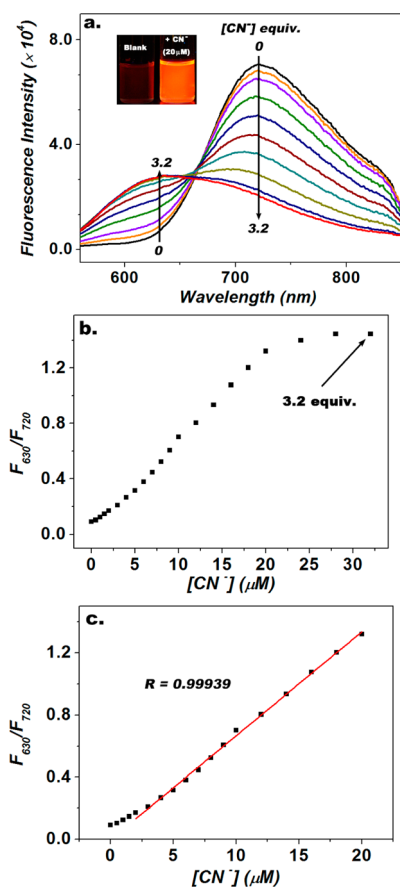 a.
Blank
+ CN⁻
(20μM)
[CN⁻] equiv.
0
3.2
0
3.2
8.0
4.0
0.0
Fluorescence Intensity (× 10⁴)
600 700 800
Wavelength (nm)
b.
1.2
0.8
0.4
0.0
F₆₃₀/F₇₂₀
3.2 equiv.
0 5 10 15 20 25 30
[CN⁻] (μM)
c.
R = 0.99939
1.2
0.8
0.4
0.0
F₆₃₀/F₇₂₀
0 5 10 15 20
[CN⁻] (μM)